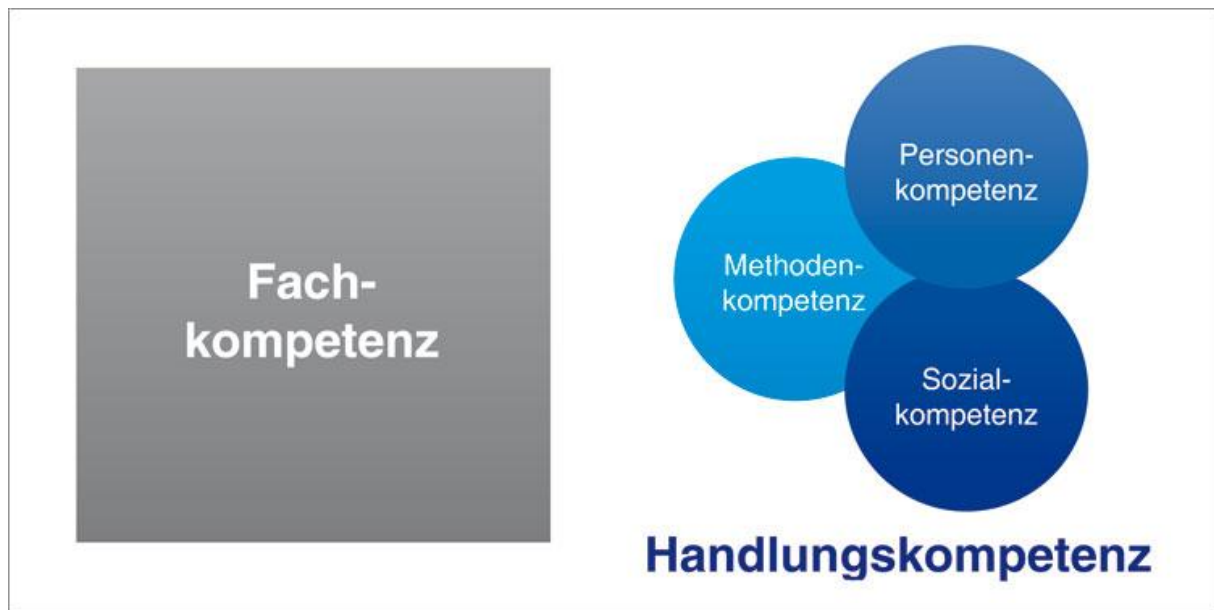 Fach-
kompetenz
Personen-
kompetenz
Methoden-
kompetenz
Sozial-
kompetenz
Handlungskompetenz